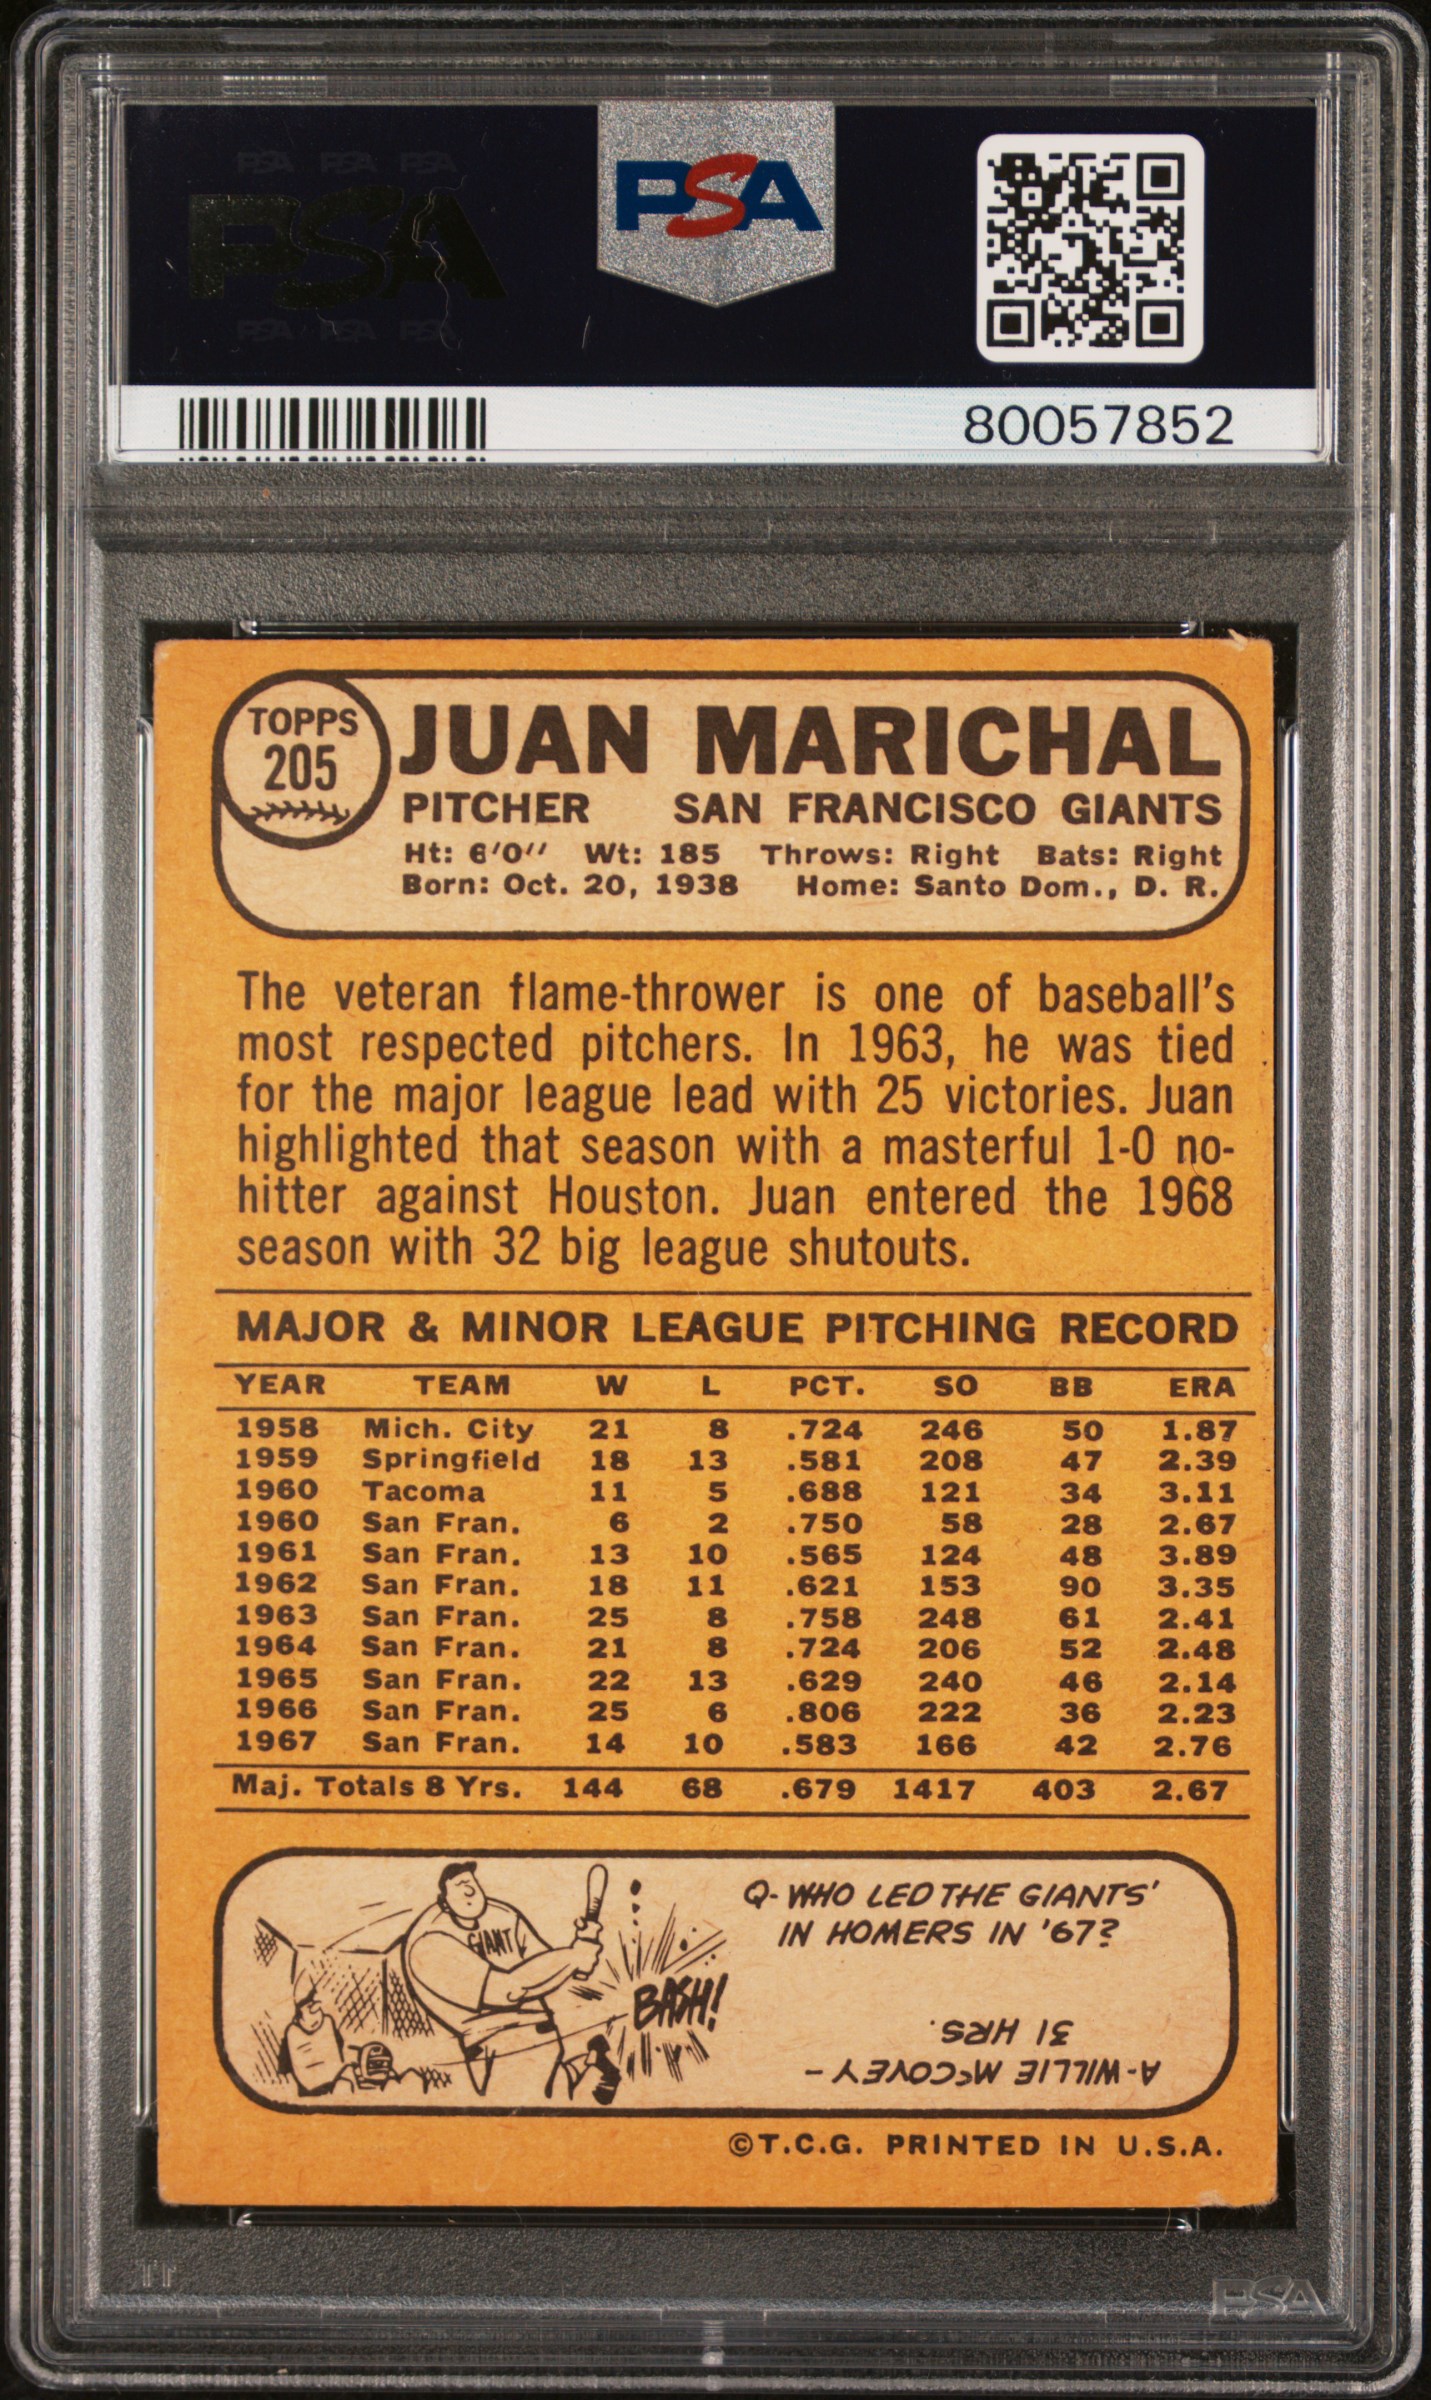 PSA PSA PSA
PSA
PSA PSA PSA
PSA
80057852
TOPPS
205
JUAN MARICHAL
PITCHER SAN FRANCISCO GIANTS
Ht: 6'0'' Wt: 185 Throws: Right Bats: Right
Born: Oct. 20, 1938 Home: Santo Dom., D. R.
The veteran flame-thrower is one of baseball's
most respected pitchers. In 1963, he was tied
for the major league lead with 25 victories. Juan
highlighted that season with a masterful 1-0 no-
hitter against Houston. Juan entered the 1968
season with 32 big league shutouts.
MAJOR & MINOR LEAGUE PITCHING RECORD
YEAR TEAM W L PCT. SO BB ERA
1958 Mich. City 21 8 .724 246 50 1.87
1959 Springfield 18 13 .581 208 47 2.39
1960 Tacoma 11 5 .688 121 34 3.11
1960 San Fran. 6 2 .750 58 28 2.67
1961 San Fran. 13 10 .565 124 48 3.89
1962 San Fran. 18 11 .621 153 90 3.35
1963 San Fran. 25 8 .758 248 61 2.41
1964 San Fran. 21 8 .724 206 52 2.48
1965 San Fran. 22 13 .629 240 46 2.14
1966 San Fran. 25 6 .806 222 36 2.23
1967 San Fran. 14 10 .583 166 42 2.76
Maj. Totals 8 Yrs. 144 68 .679 1417 403 2.67
GIANTS
BASH!
Q- WHO LED THE GIANTS'
IN HOMERS IN '67?
A- WILLIE McCOVEY -
31 HRS.
©T.C.G. PRINTED IN U.S.A.
PSA